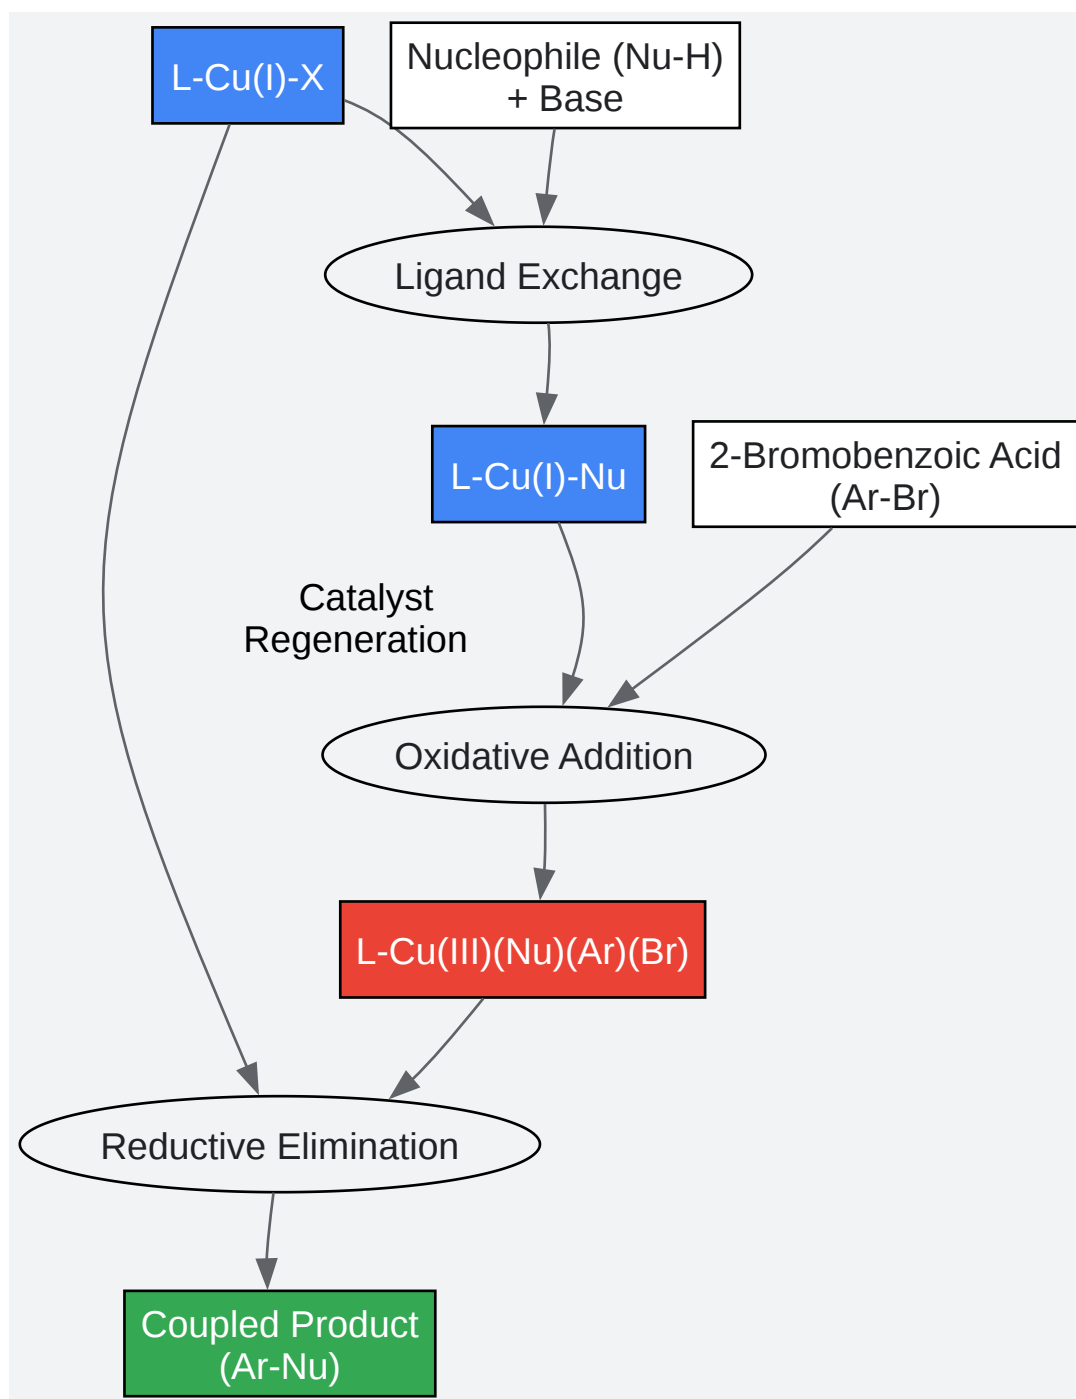 L-Cu(I)-X
Nucleophile (Nu-H)
+ Base
Ligand Exchange
L-Cu(I)-Nu
2-Bromobenzoic Acid
(Ar-Br)
Catalyst
Regeneration
Oxidative Addition
L-Cu(III)(Nu)(Ar)(Br)
Reductive Elimination
Coupled Product
(Ar-Nu)